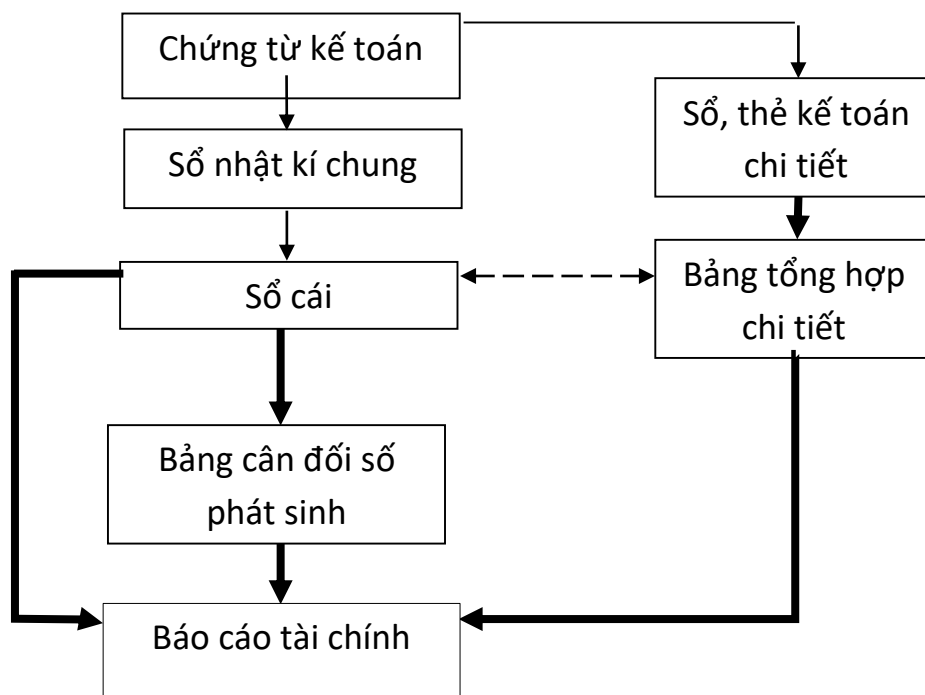 Chứng từ kế toán
Sổ, thẻ kế toán
chi tiết
Sổ nhật kí chung
Sổ cái
Bảng tổng hợp
chi tiết
Bảng cân đối số
phát sinh
Báo cáo tài chính